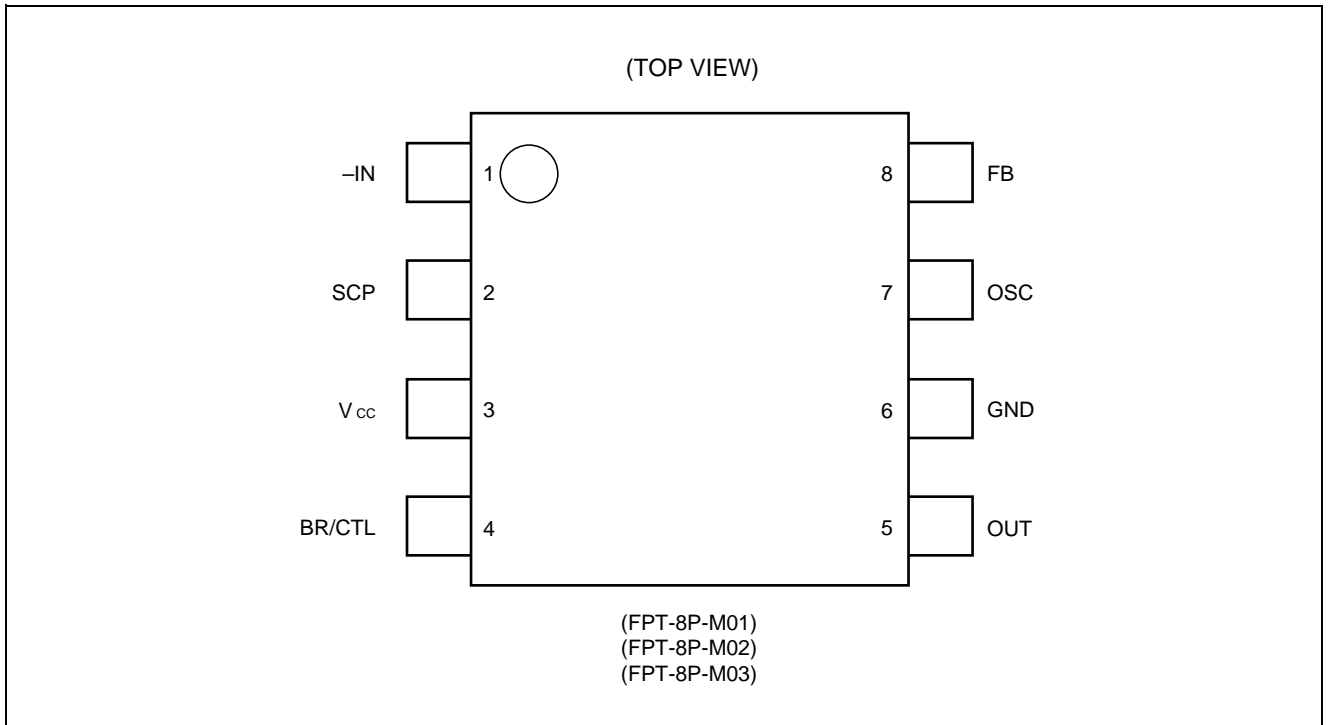 (TOP VIEW)
–IN 1 8 FB
SCP 2 7 OSC
Vcc 3 6 GND
BR/CTL 4 5 OUT
(FPT-8P-M01)
(FPT-8P-M02)
(FPT-8P-M03)